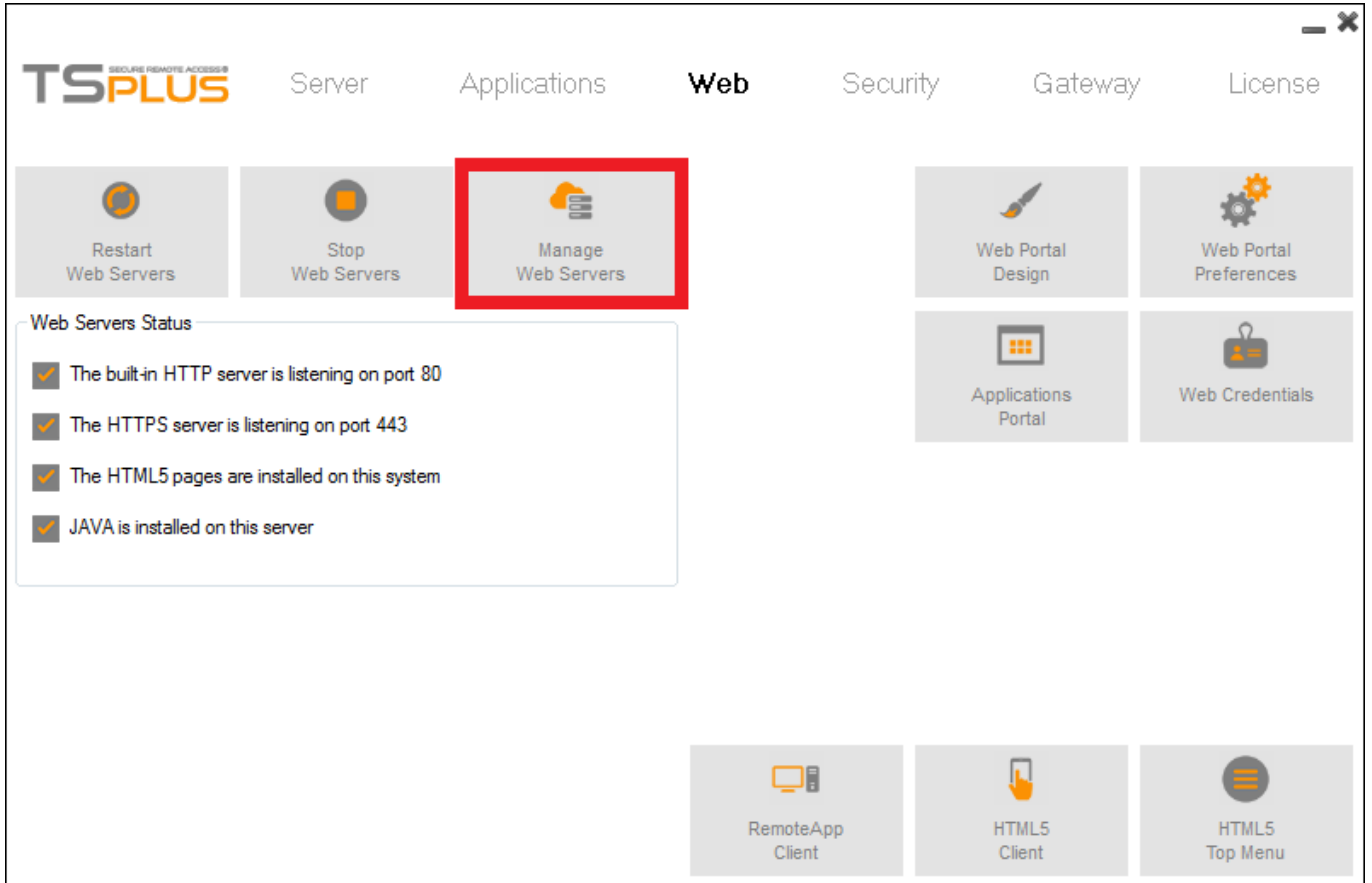 TSPLUS
SECURE REMOTE ACCESS®
Server
Applications
Web
Security
Gateway
License
Restart
Web Servers
Stop
Web Servers
Manage
Web Servers
Web Portal
Design
Web Portal
Preferences
Web Servers Status
The built-in HTTP server is listening on port 80
The HTTPS server is listening on port 443
The HTML5 pages are installed on this system
JAVA is installed on this server
Applications
Portal
Web Credentials
RemoteApp
Client
HTML5
Client
HTML5
Top Menu